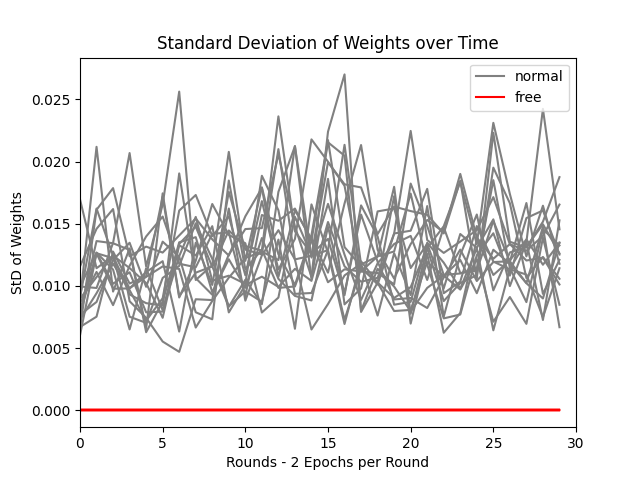 Standard Deviation of Weights over Time
normal
free
StD of Weights
0.025
0.020
0.015
0.010
0.005
0.000
0 5 10 15 20 25 30
Rounds - 2 Epochs per Round